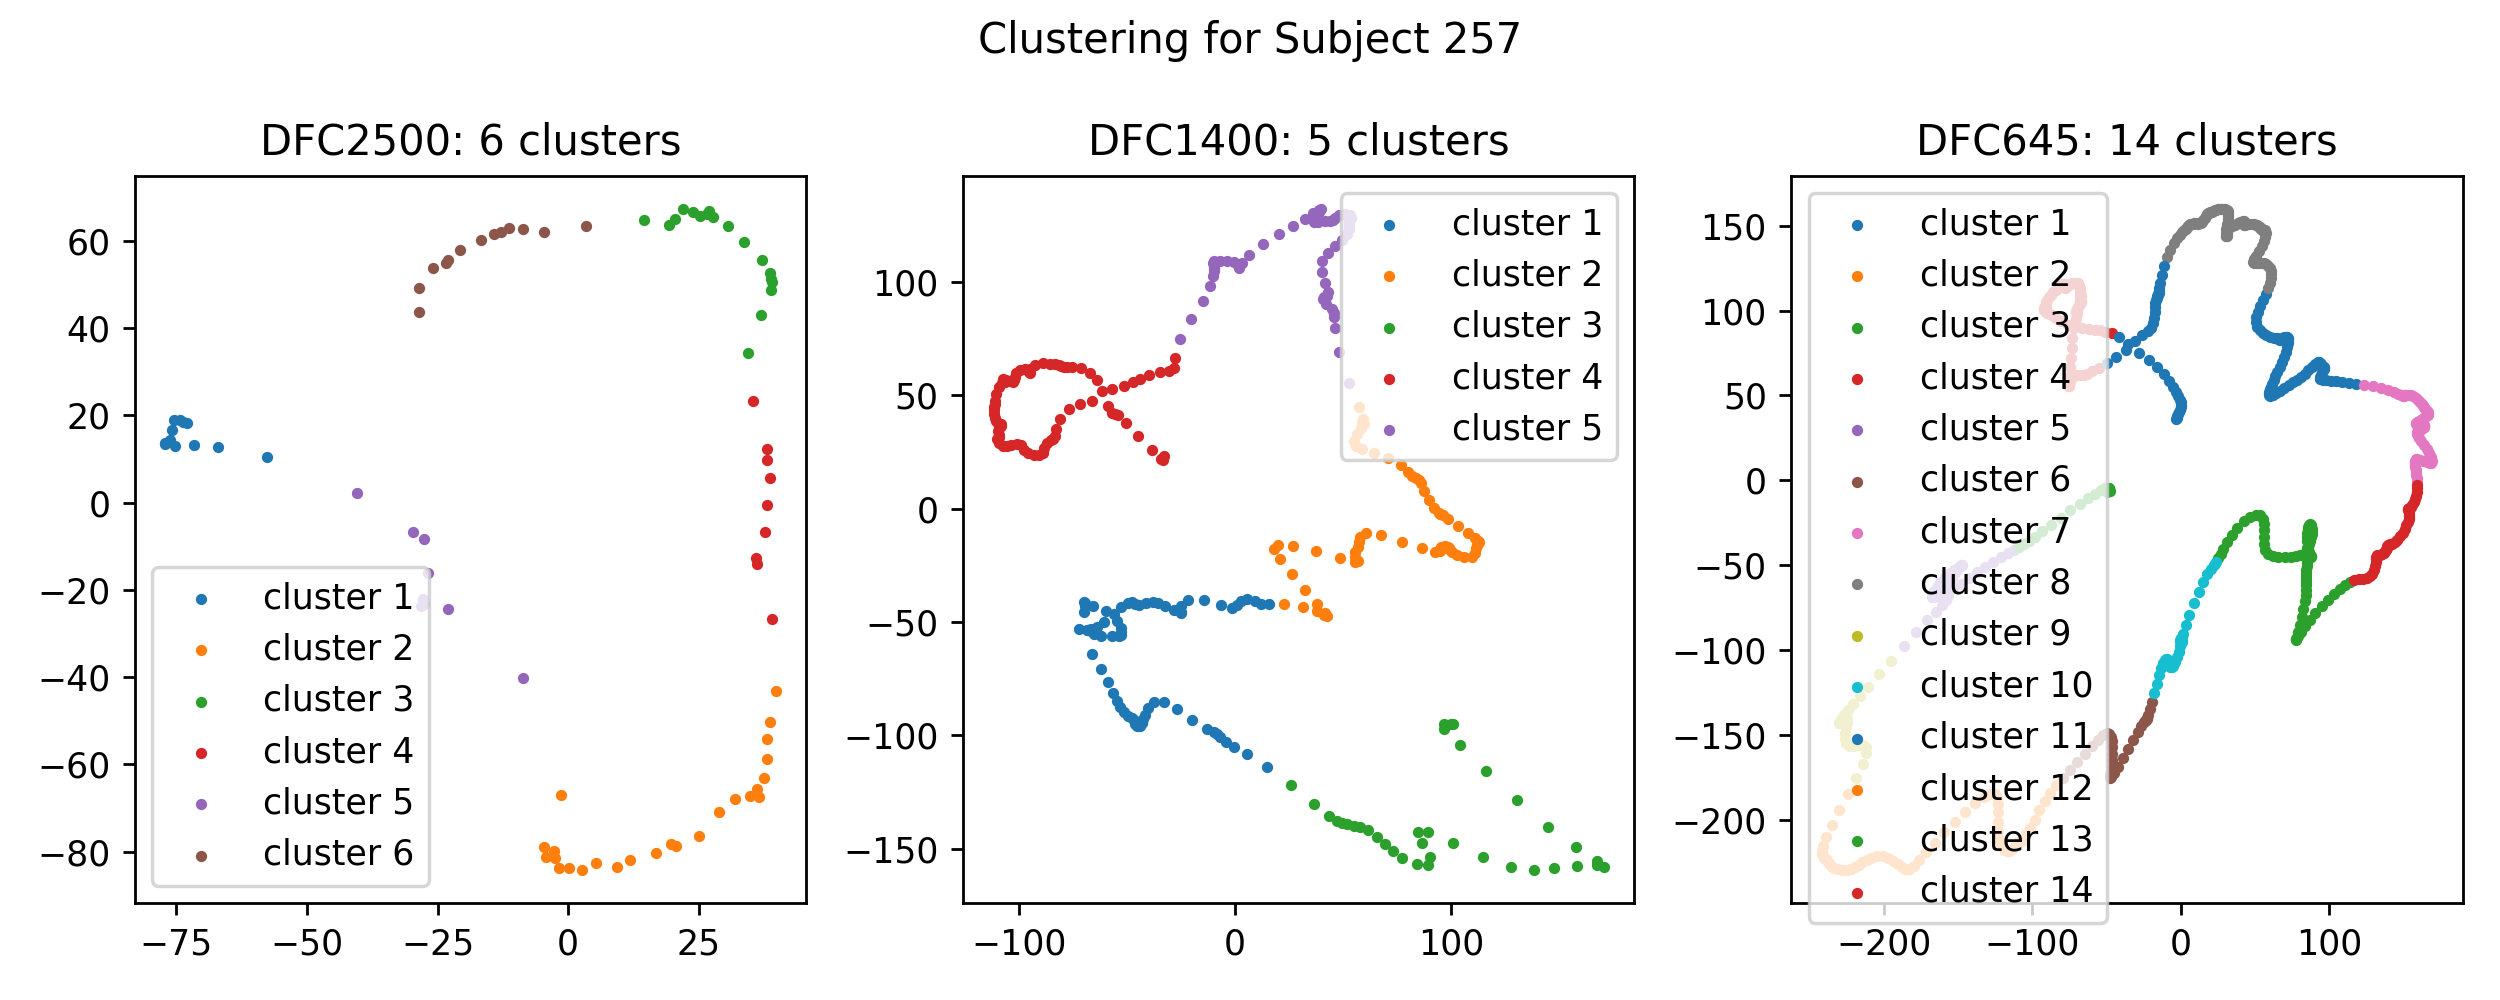 Clustering for Subject 257
DFC2500: 6 clusters
60
40
20
0
−20
−40
−60
−80
−75
−50
−25
0
25
cluster 1
cluster 2
cluster 3
cluster 4
cluster 5
cluster 6
DFC1400: 5 clusters
100
50
0
−50
−100
−150
−100
0
100
cluster 1
cluster 2
cluster 3
cluster 4
cluster 5
DFC645: 14 clusters
150
100
50
0
−50
−100
−150
−200
−200
−100
0
100
cluster 1
cluster 2
cluster 3
cluster 4
cluster 5
cluster 6
cluster 7
cluster 8
cluster 9
cluster 10
cluster 11
cluster 12
cluster 13
cluster 14